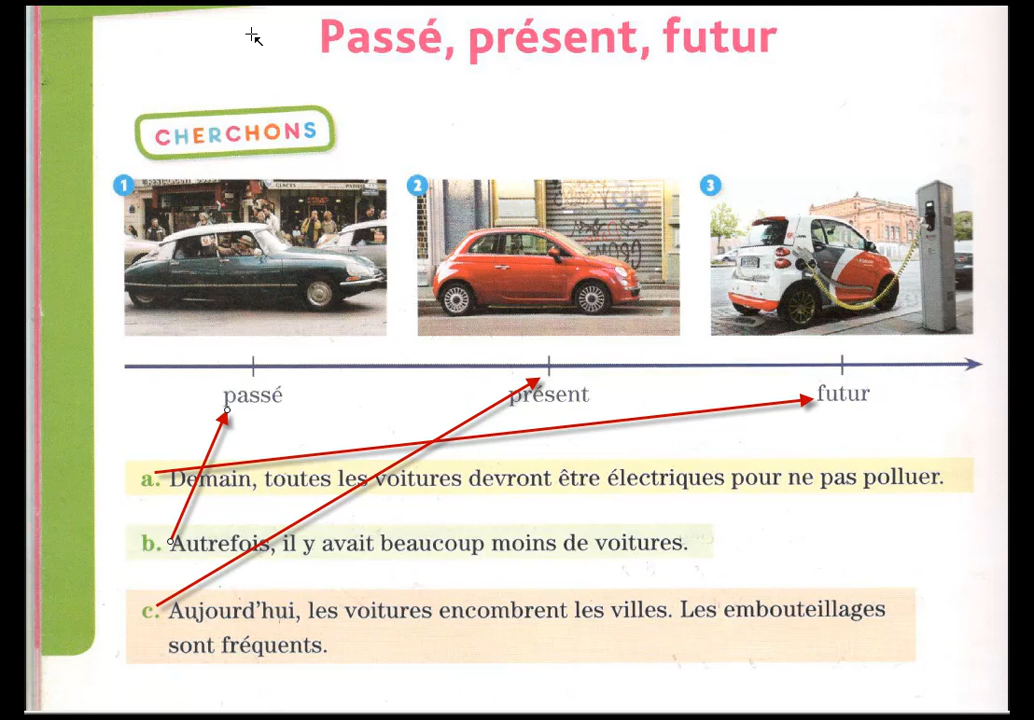 Passé, présent, futur
CHERCHONS
1 2 3
passé présent futur
a. Demain, toutes les voitures devront être électriques pour ne pas polluer.
b. Autrefois, il y avait beaucoup moins de voitures.
c. Aujourd'hui, les voitures encombrent les villes. Les embouteillages
sont fréquents.